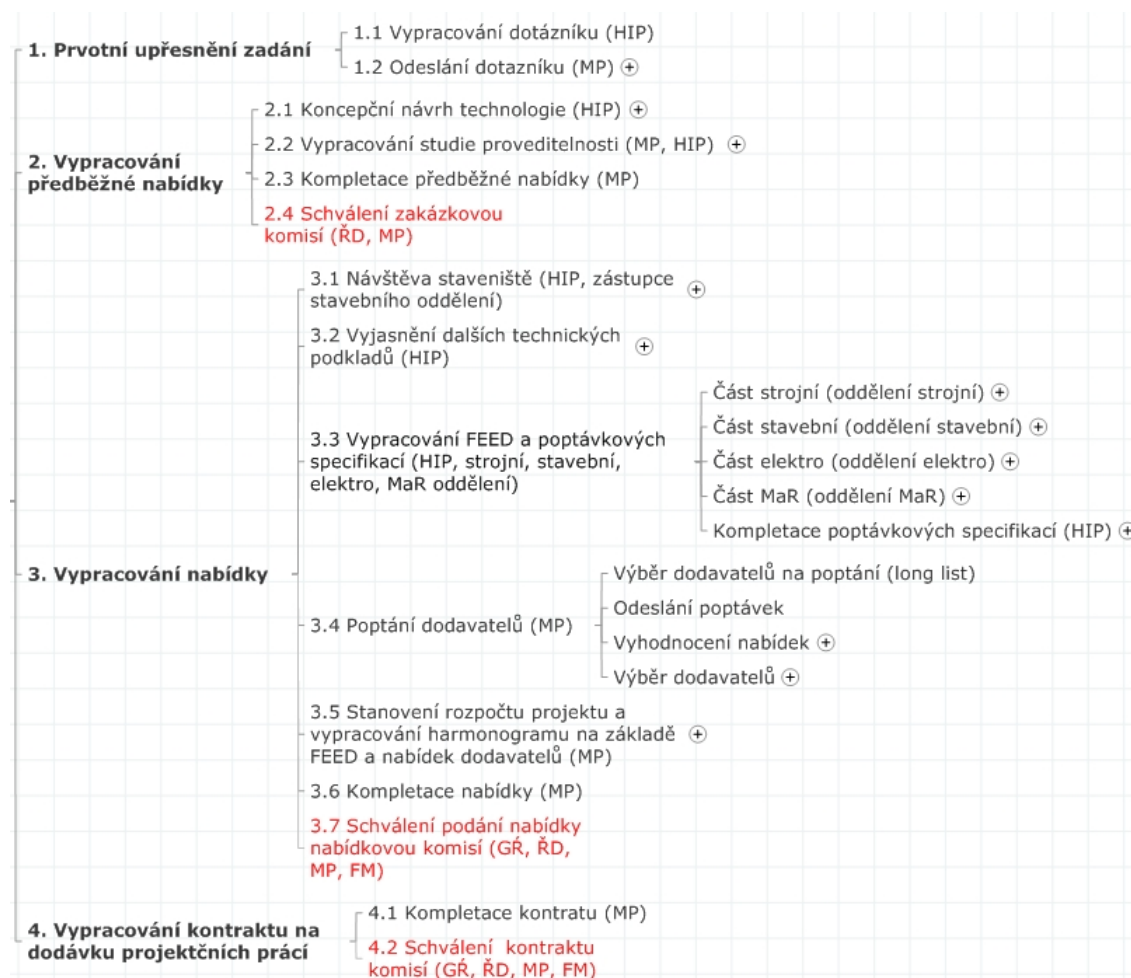 1. Prvotní upřesnění zadání
1.1 Vypracování dotázníku (HIP)
1.2 Odeslání dotazníku (MP)
2. Vypracování
předběžné nabídky
2.1 Koncepční návrh technologie (HIP)
2.2 Vypracování studie proveditelnosti (MP, HIP)
2.3 Kompletace předběžné nabídky (MP)
2.4 Schválení zakázkovou
komisí (ŘD, MP)
3. Vypracování nabídky
3.1 Návštěva staveniště (HIP, zástupce
stavebního oddělení)
3.2 Vyjasnění dalších technických
podkladů (HIP)
3.3 Vypracování FEED a poptávkových
specifikací (HIP, strojní, stavební,
elektro, MaR oddělení)
Část strojní (oddělení strojní)
Část stavební (oddělení stavební)
Část elektro (oddělení elektro)
Část MaR (oddělení MaR)
Kompletace poptávkových specifikací (HIP)
3.4 Poptání dodavatelů (MP)
Výběr dodavatelů na poptání (long list)
Odeslání poptávek
Vyhodnocení nabídek
Výběr dodavatelů
3.5 Stanovení rozpočtu projektu a
vypracování harmonogramu na základě
FEED a nabídek dodavatelů (MP)
3.6 Kompletace nabídky (MP)
3.7 Schválení podání nabídky
nabídkovou komisí (GŔ, ŘD,
MP, FM)
4. Vypracování kontraktu na
dodávku projektčních prácí
4.1 Kompletace kontratu (MP)
4.2 Schválení  kontraktu
komisí (GŔ, ŘD, MP, FM)